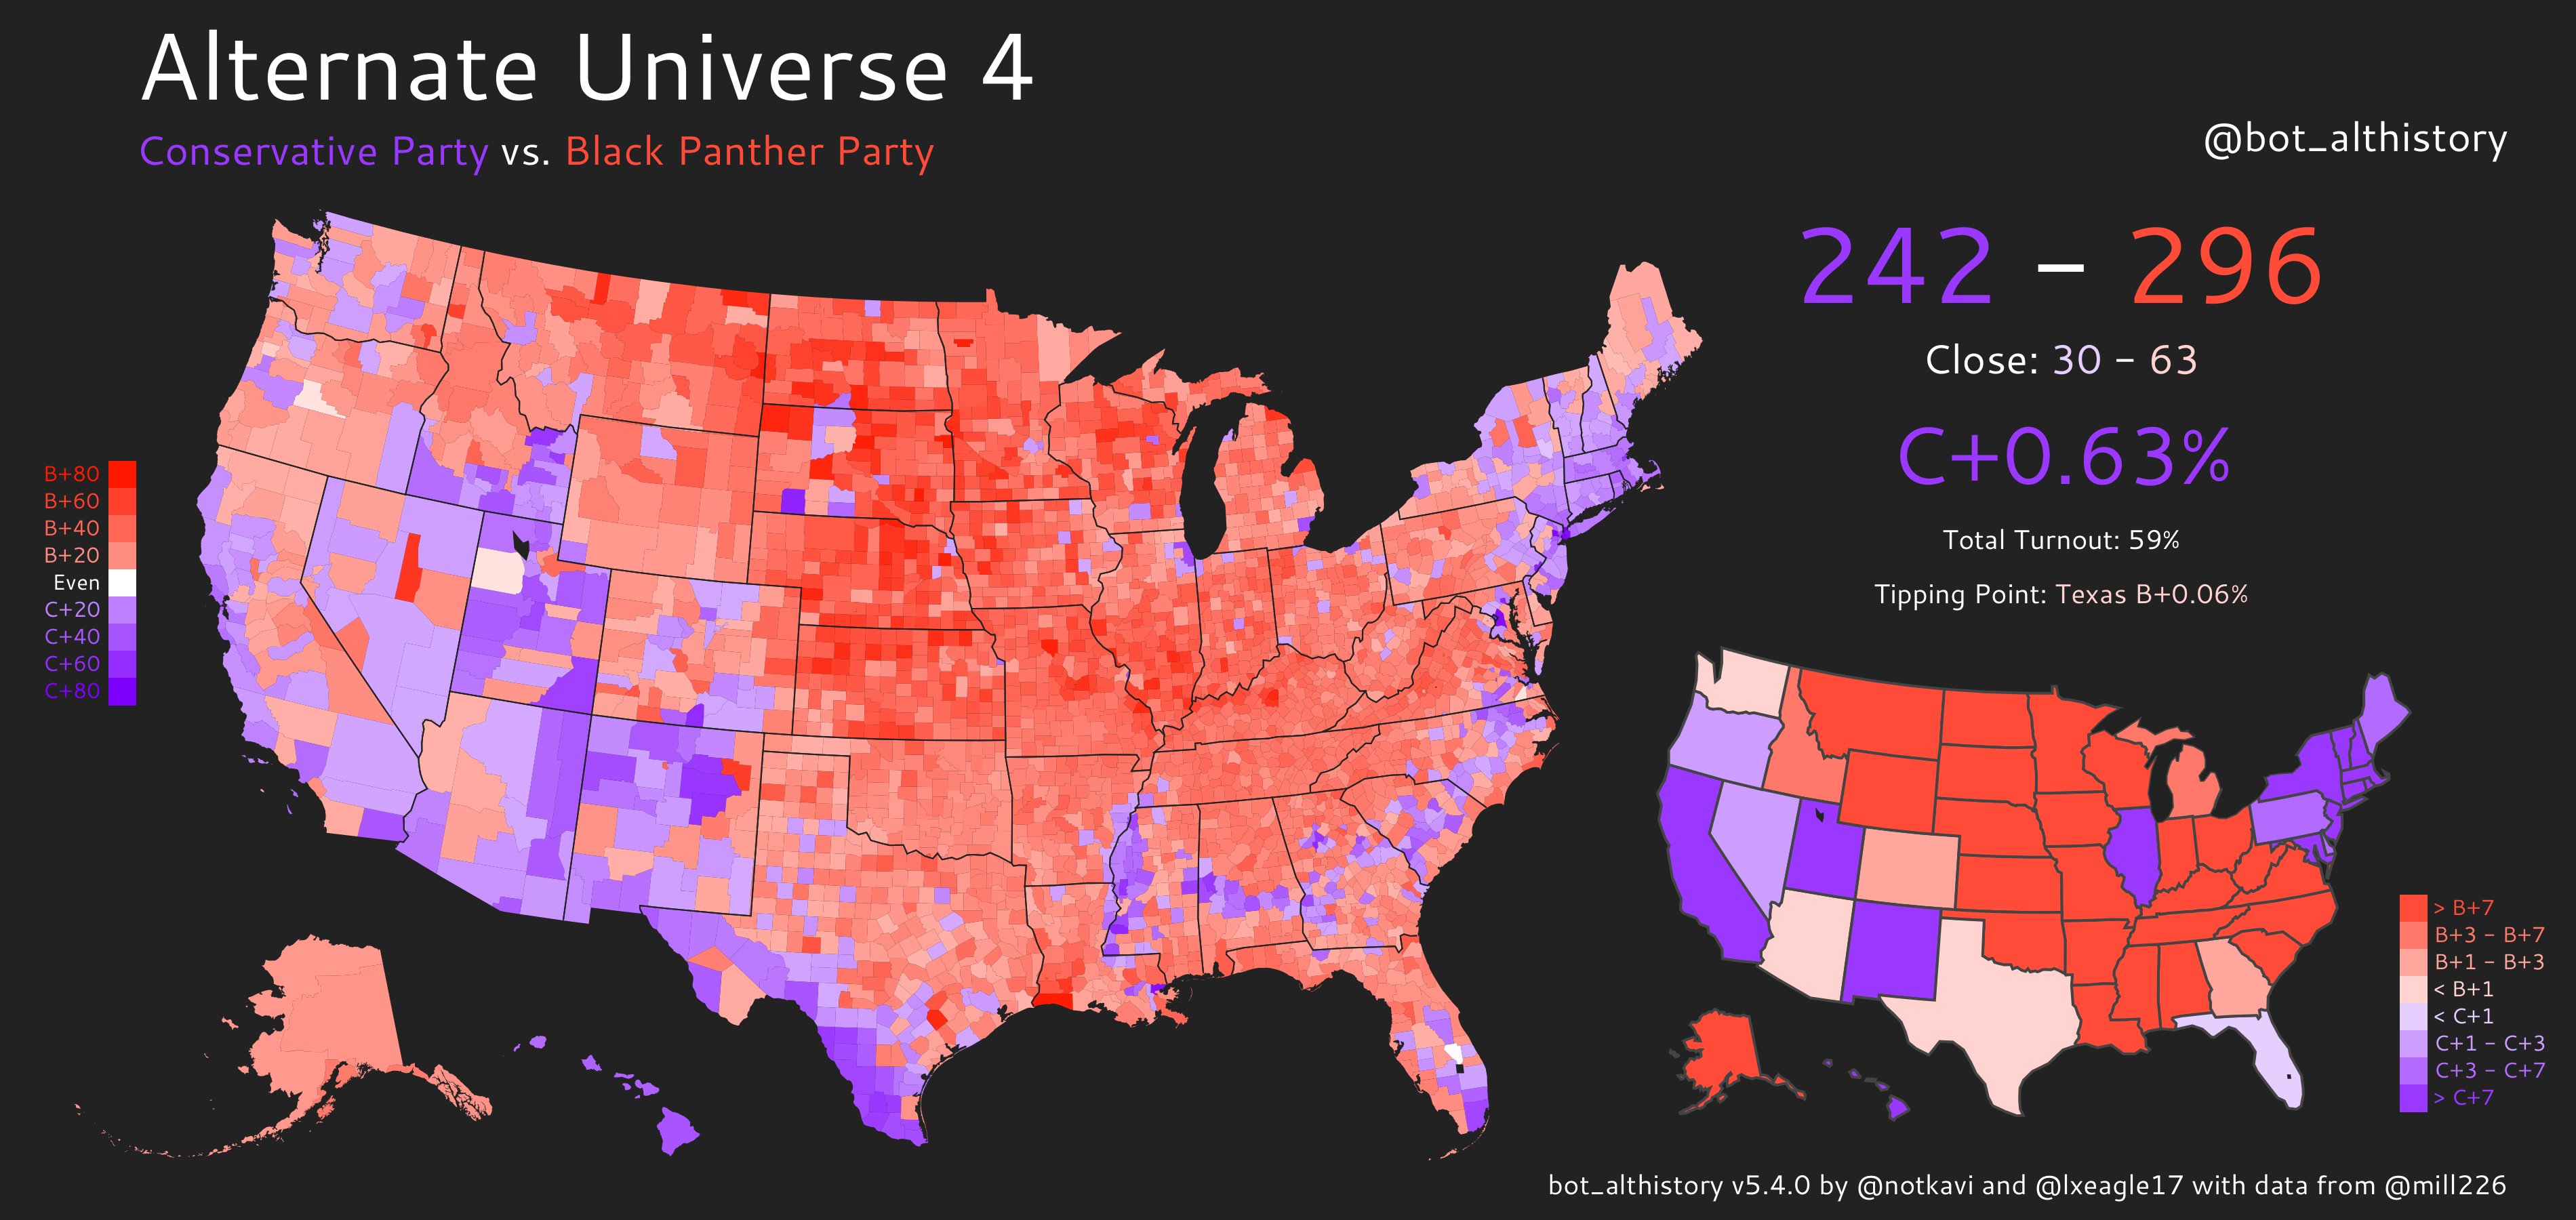 Alternate Universe 4
Conservative Party vs. Black Panther Party
@bot_althistory
242 – 296
Close: 30 – 63
C+0.63%
Total Turnout: 59%
Tipping Point: Texas B+0.06%
B+80
B+60
B+40
B+20
Even
C+20
C+40
C+60
C+80
> B+7
B+3 – B+7
B+1 – B+3
< B+1
< C+1
C+1 – C+3
C+3 – C+7
> C+7
bot_althistory v5.4.0 by @notkavi and @lxeagle17 with data from @mill226